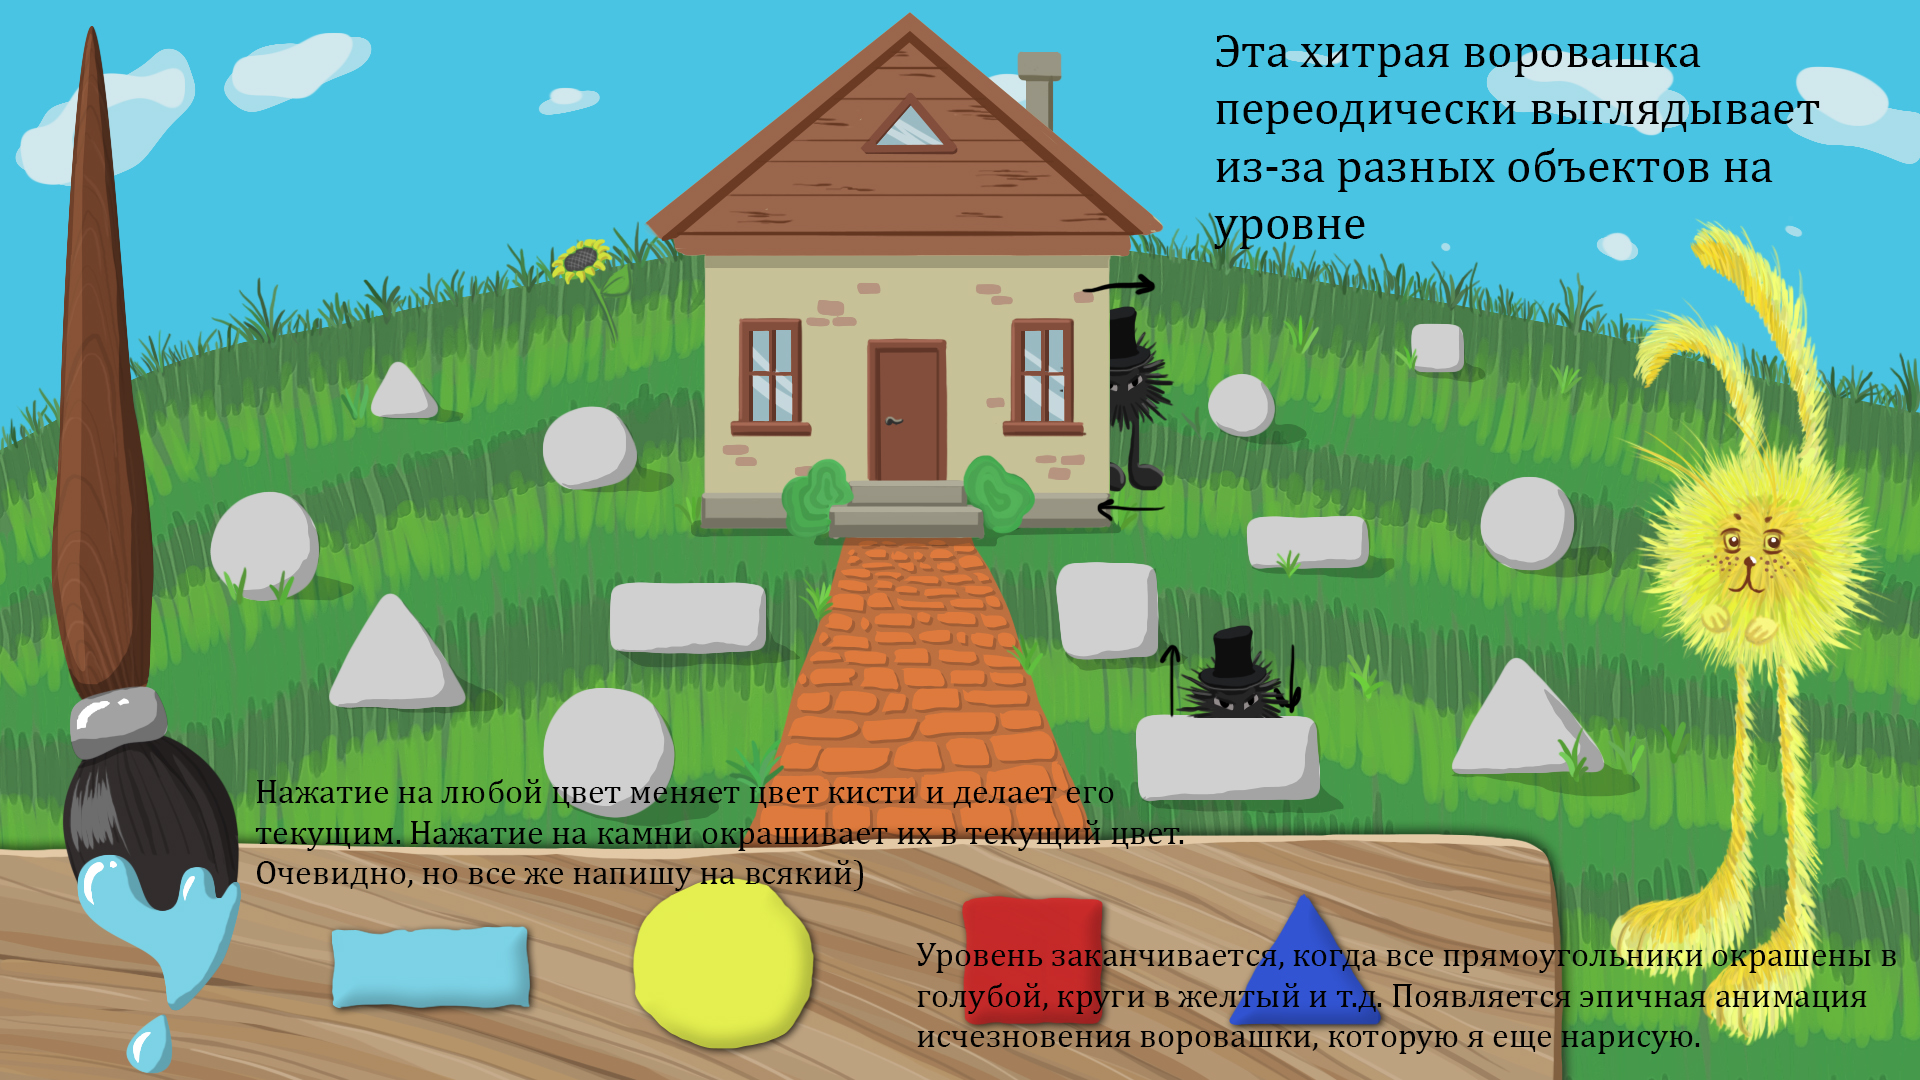 Эта хитрая воровашка
переодически выглядывает
из-за разных объектов на
уровне
Нажатие на любой цвет меняет цвет кисти и делает его
текущим. Нажатие на камни окрашивает их в текущий цвет.
Очевидно, но все же напишу на всякий)
Уровень заканчивается, когда все прямоугольники окрашены в
голубой, круги в желтый и т.д. Появляется эпичная анимация
исчезновения воровашки, которую я еще нарисую.